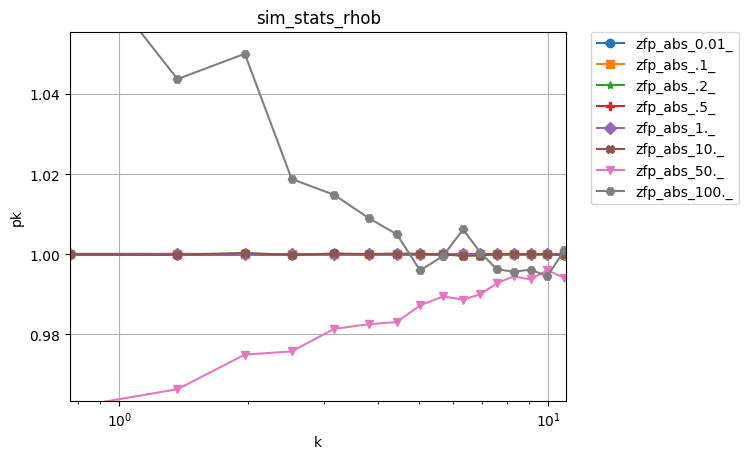 sim_stats_rhob
pk
1.04
1.02
1.00
0.98
10^0
10^1
k
zfp_abs_0.01_
zfp_abs_.1_
zfp_abs_.2_
zfp_abs_.5_
zfp_abs_1._
zfp_abs_10._
zfp_abs_50._
zfp_abs_100._